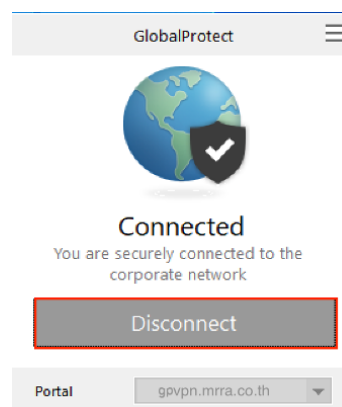 GlobalProtect
Connected
You are securely connected to the
corporate network
Disconnect
Portal
gpvpn.mrra.co.th